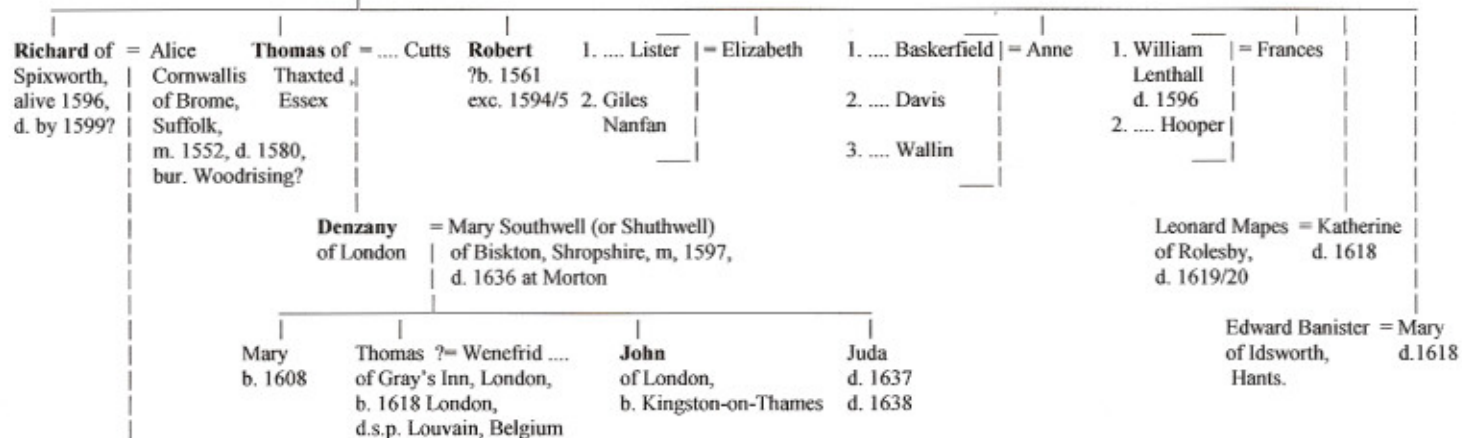 Richard of = Alice Thomas of = .... Cutts Robert 1. .... Lister = Elizabeth 1. .... Baskerfield = Anne 1. William = Frances
Spixworth, Cornwallis Thaxted, ?b. 1561 Lenthall
alive 1596, of Brome, Essex exc. 1594/5 2. Giles 2. .... Davis d. 1596
d. by 1599? Suffolk, Nanfan 2. .... Hooper
m. 1552, d. 1580, 3. .... Wallin
bur. Woodrising?
Denzany = Mary Southwell (or Shuthwell) Leonard Mapes = Katherine
of London of Biskton, Shropshire, m, 1597, of Rolesby, d. 1618
d. 1636 at Morton d. 1619/20
Edward Banister = Mary
Mary Thomas ?= Wenefrid .... John Juda of Idsworth, d.1618
b. 1608 of Gray's Inn, London, of London, d. 1637 Hants.
b. 1618 London, b. Kingston-on-Thames d. 1638
d.s.p. Louvain, Belgium